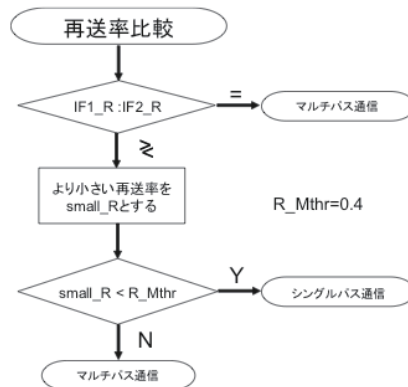 再送率比較
IF1_R :IF2_R
=
マルチパス通信
≷
より小さい再送率を
small_Rとする
R_Mthr=0.4
small_R < R_Mthr
Y
シングルパス通信
N
マルチパス通信